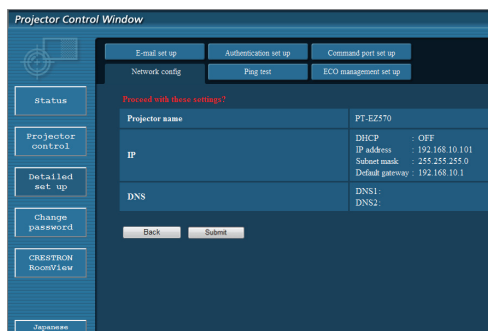 Projector Control Window
E-mail set up
Authentication set up
Command port set up
Network config
Ping test
ECO management set up
Status
Projector
control
Detailed
set up
Change
password
CRESTRON
RoomView
Japanese
Proceed with these settings?
Projector name PT-EZ570
IP
DHCP : OFF
IP address : 192.168.10.101
Subnet mask : 255.255.255.0
Default gateway : 192.168.10.1
DNS
DNS1:
DNS2:
Back
Submit